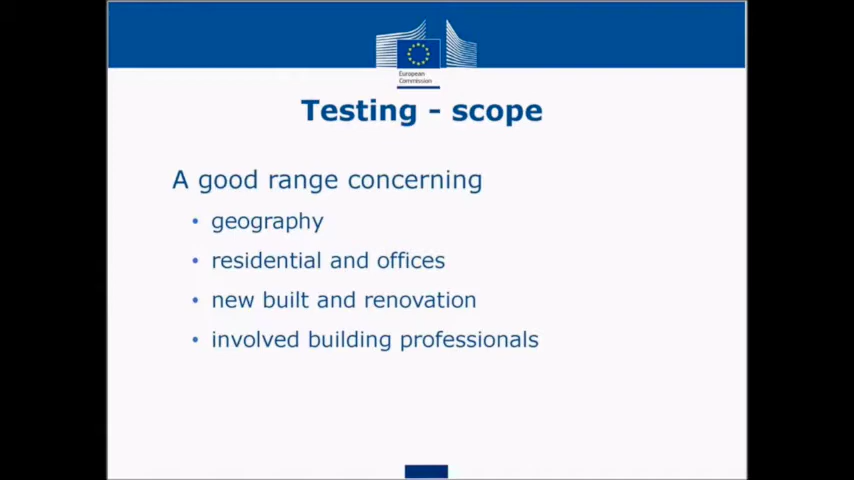 European
Commission
Testing - scope
A good range concerning
• geography
• residential and offices
• new built and renovation
• involved building professionals